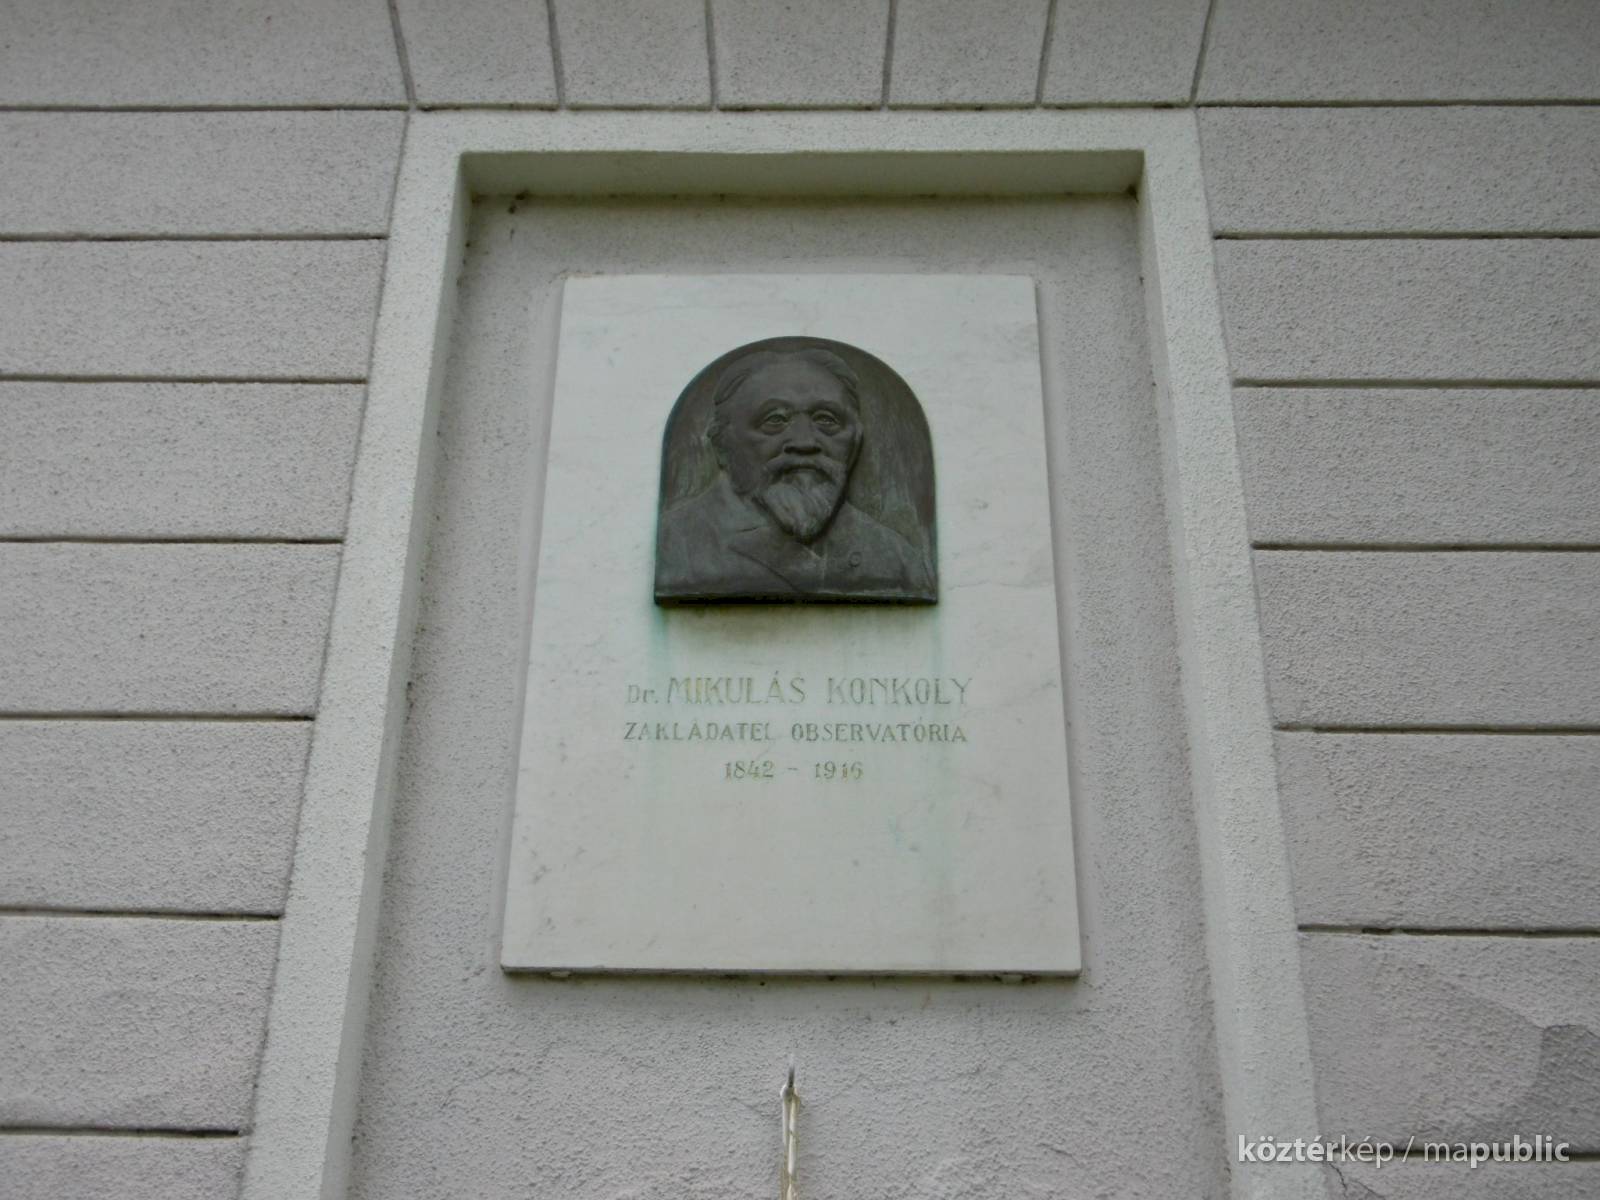 Dr. MIKULÁŠ KONKOLY
ZAKLADATEĽ OBSERVATÓRIA
1842 - 1916
köztérkép / mapublic